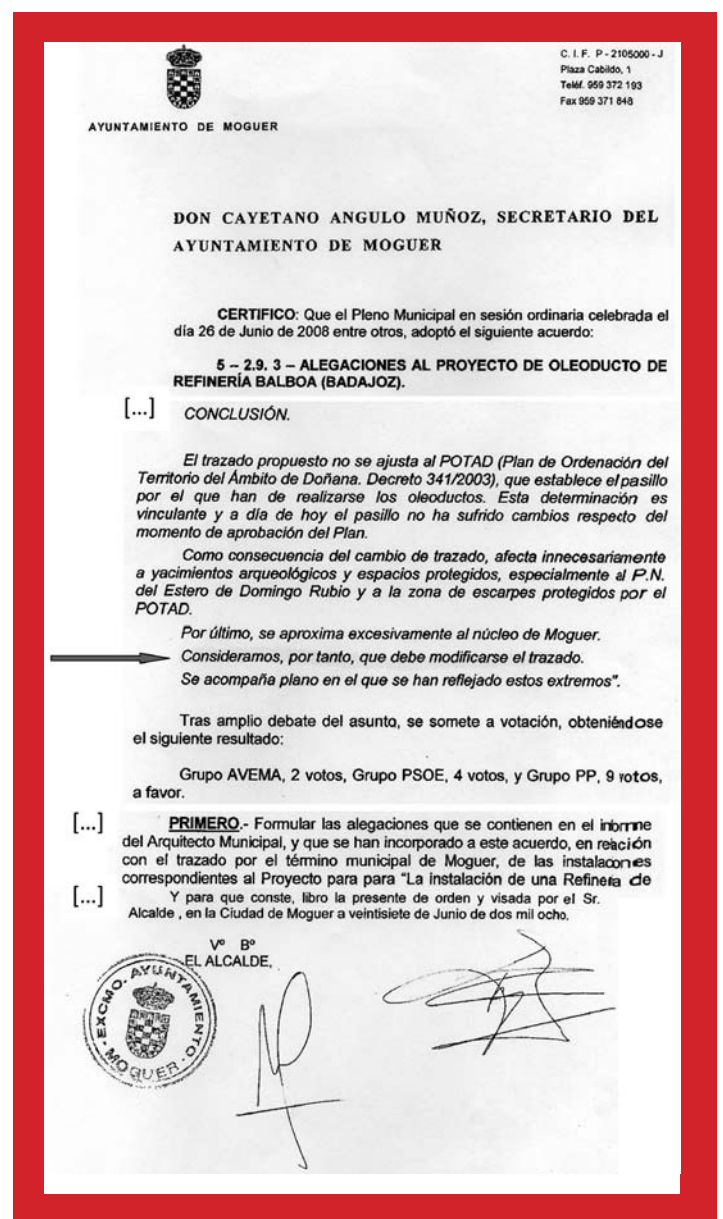 C. I. F. P - 2105000 - J
Plaza Cabildo, 1
Teléf. 959 372 193
Fax 959 371 848
AYUNTAMIENTO DE MOGUER
DON CAYETANO ANGULO MUÑOZ, SECRETARIO DEL
AYUNTAMIENTO DE MOGUER
CERTIFICO: Que el Pleno Municipal en sesión ordinaria celebrada el
día 26 de Junio de 2008 entre otros, adoptó el siguiente acuerdo:
5 – 2.9. 3 – ALEGACIONES AL PROYECTO DE OLEODUCTO DE
REFINERÍA BALBOA (BADAJOZ).
[...] CONCLUSIÓN.
El trazado propuesto no se ajusta al POTAD (Plan de Ordenación del
Territorio del Ámbito de Doñana. Decreto 341/2003), que establece el pasillo
por el que han de realizarse los oleoductos. Esta determinación es
vinculante y a día de hoy el pasillo no ha sufrido cambios respecto del
momento de aprobación del Plan.
Como consecuencia del cambio de trazado, afecta innecesariamente
a yacimientos arqueológicos y espacios protegidos, especialmente al P.N.
del Estero de Domingo Rubio y a la zona de escarpes protegidos por el
POTAD.
Por último, se aproxima excesivamente al núcleo de Moguer.
Consideramos, por tanto, que debe modificarse el trazado.
Se acompaña plano en el que se han reflejado estos extremos".
Tras amplio debate del asunto, se somete a votación, obteniéndose
el siguiente resultado:
Grupo AVEMA, 2 votos, Grupo PSOE, 4 votos, y Grupo PP, 9 votos,
a favor.
[...] PRIMERO.- Formular las alegaciones que se contienen en el informe
del Arquitecto Municipal, y que se han incorporado a este acuerdo, en relación
con el trazado por el término municipal de Moguer, de las instalaciones
correspondientes al Proyecto para para "La instalación de una Refinería de
[...] Y para que conste, libro la presente de orden y visada por el Sr.
Alcalde , en la Ciudad de Moguer a veintisiete de Junio de dos mil ocho.
Vº Bº
EL ALCALDE,
EXCMO. AYUNTAMIENTO
MOGUER